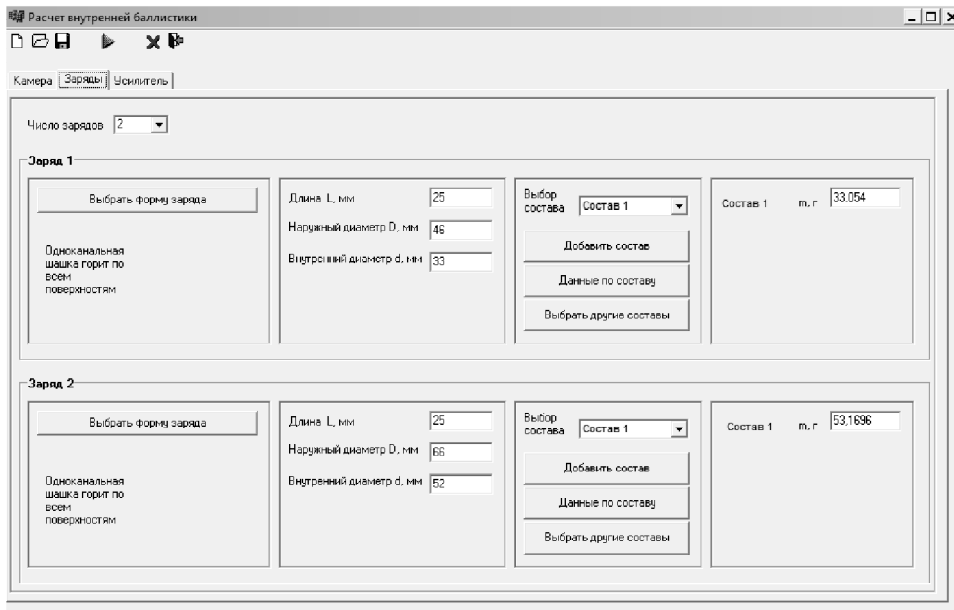 Расчет внутренней баллистики
Камера Заряды Усилитель
Число зарядов 2
Заряд 1
Выбрать форму заряда
Одноканальная
шашка горит по
всем
поверхностям
Длина L, мм 25
Наружный диаметр D, мм 46
Внутренний диаметр d, мм 33
Выбор
состава Состав 1
Добавить состав
Данные по составу
Выбрать другие составы
Состав 1 m, г 33.054
Заряд 2
Выбрать форму заряда
Одноканальная
шашка горит по
всем
поверхностям
Длина L, мм 25
Наружный диаметр D, мм 66
Внутренний диаметр d, мм 52
Выбор
состава Состав 1
Добавить состав
Данные по составу
Выбрать другие составы
Состав 1 m, г 53,1696